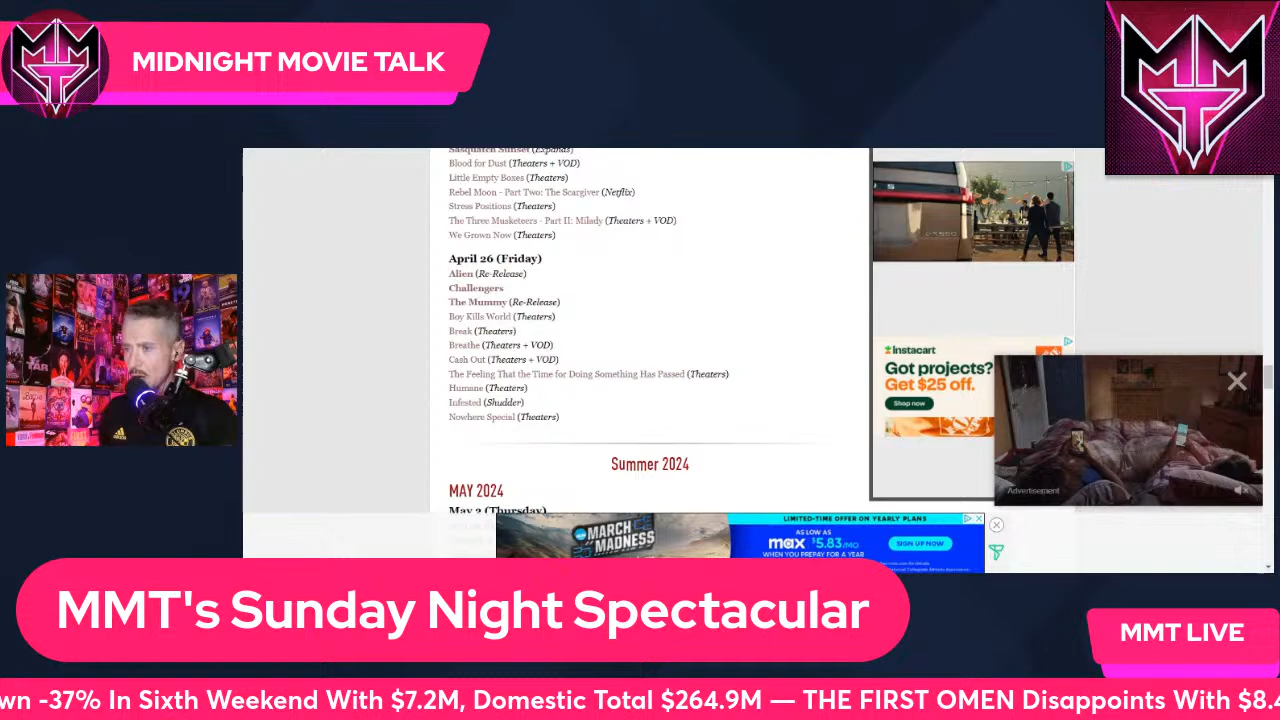 MIDNIGHT MOVIE TALK
Sasquatch Sunset (Expands)
Blood for Dust (Theaters + VOD)
Little Empty Boxes (Theaters)
Rebel Moon - Part Two: The Scargiver (Netflix)
Stress Positions (Theaters)
The Three Musketeers - Part II: Milady (Theaters + VOD)
We Grown Now (Theaters)
April 26 (Friday)
Alien (Re-Release)
Challengers
The Mummy (Re-Release)
Boy Kills World (Theaters)
Break (Theaters)
Breathe (Theaters + VOD)
Cash Out (Theaters + VOD)
The Feeling That the Time for Doing Something Has Passed (Theaters)
Humane (Theaters)
Infested (Shudder)
Nowhere Special (Theaters)
Summer 2024
MAY 2024
May 2 (Thursday)
instacart
Got projects?
Get $25 off.
Shop now
Advertisement
MARCH
MADNESS
LIMITED-TIME OFFER ON YEARLY PLANS
AS LOW AS
max $5.83/MO
WHEN YOU PREPAY FOR A YEAR
SIGN UP NOW
MMT's Sunday Night Spectacular
MMT LIVE
wn -37% In Sixth Weekend With $7.2M, Domestic Total $264.9M — THE FIRST OMEN Disappoints With $8.4